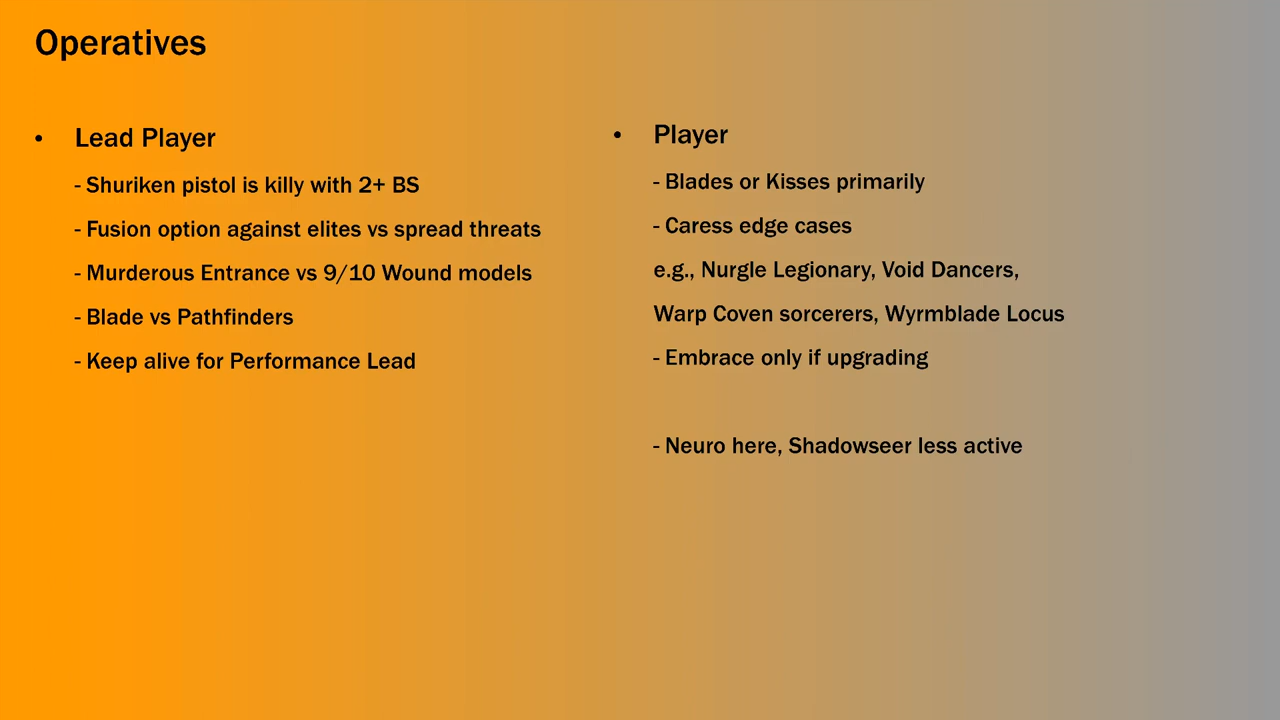 Operatives
• Lead Player
- Shuriken pistol is killy with 2+ BS
- Fusion option against elites vs spread threats
- Murderous Entrance vs 9/10 Wound models
- Blade vs Pathfinders
- Keep alive for Performance Lead
• Player
- Blades or Kisses primarily
- Caress edge cases
e.g., Nurgle Legionary, Void Dancers,
Warp Coven sorcerers, Wyrmblade Locus
- Embrace only if upgrading
- Neuro here, Shadowseer less active